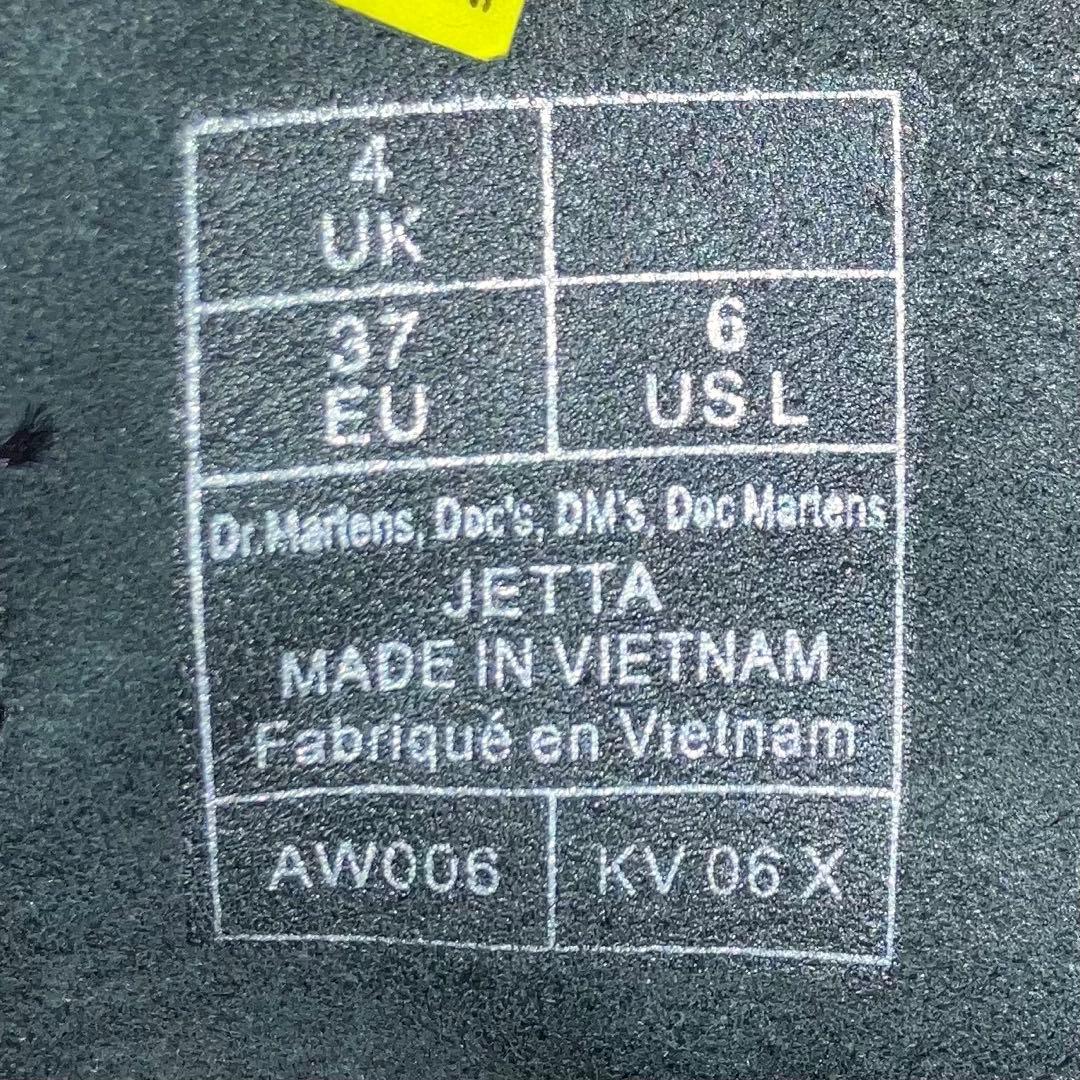 4
UK
37
EU
6
US L
Dr.Martens, Doc's, DM's, Doc Martens
JETTA
MADE IN VIETNAM
Fabriqué en Vietnam
AW006
KV 06 X